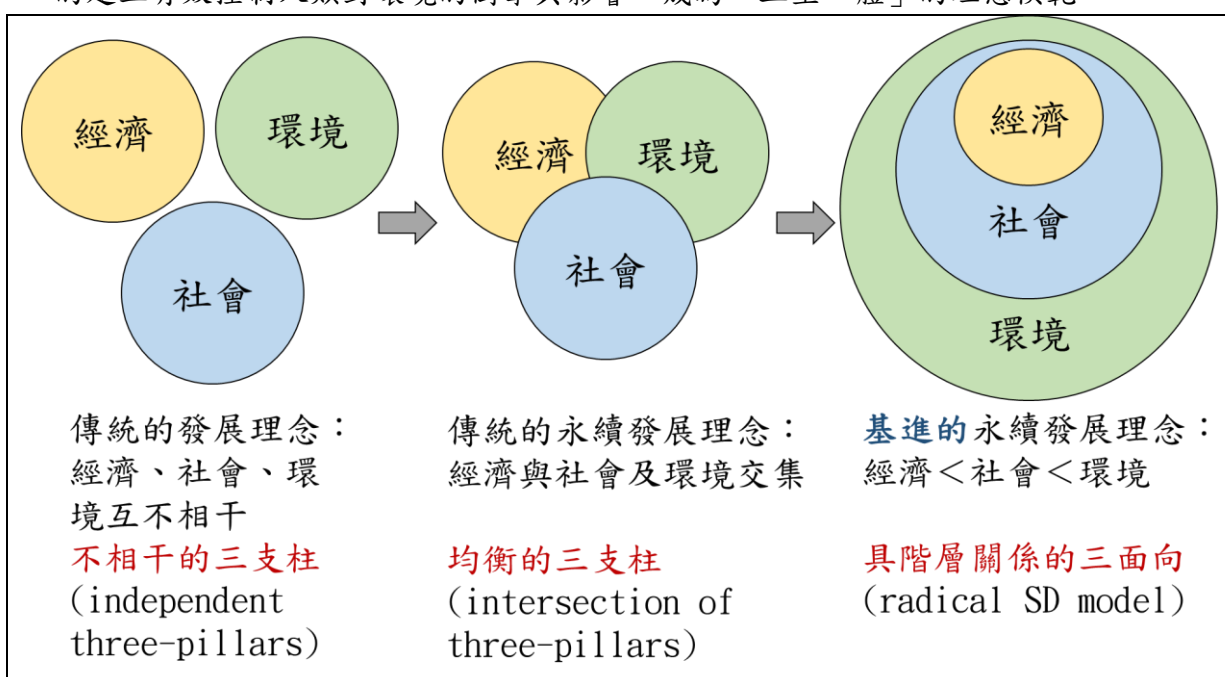 經濟
環境
社會
經濟
環境
社會
經濟
社會
環境
傳統的發展理念：
經濟、社會、環
境互不相干
不相干的三支柱
(independent
three-pillars)
傳統的永續發展理念：
經濟與社會及環境交集
均衡的三支柱
(intersection of
three-pillars)
基進的永續發展理念：
經濟＜社會＜環境
具階層關係的三面向
(radical SD model)